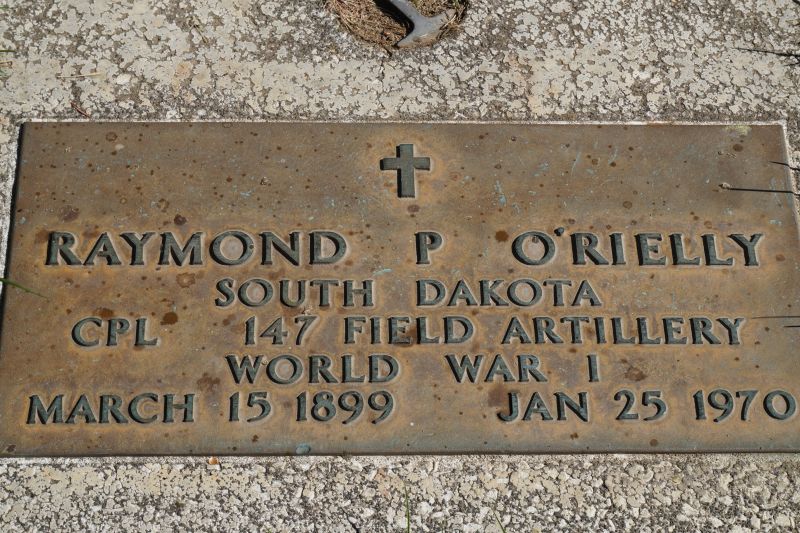 RAYMOND P O'RIELLY
SOUTH DAKOTA
CPL 147 FIELD ARTILLERY
WORLD WAR I
MARCH 15 1899 JAN 25 1970